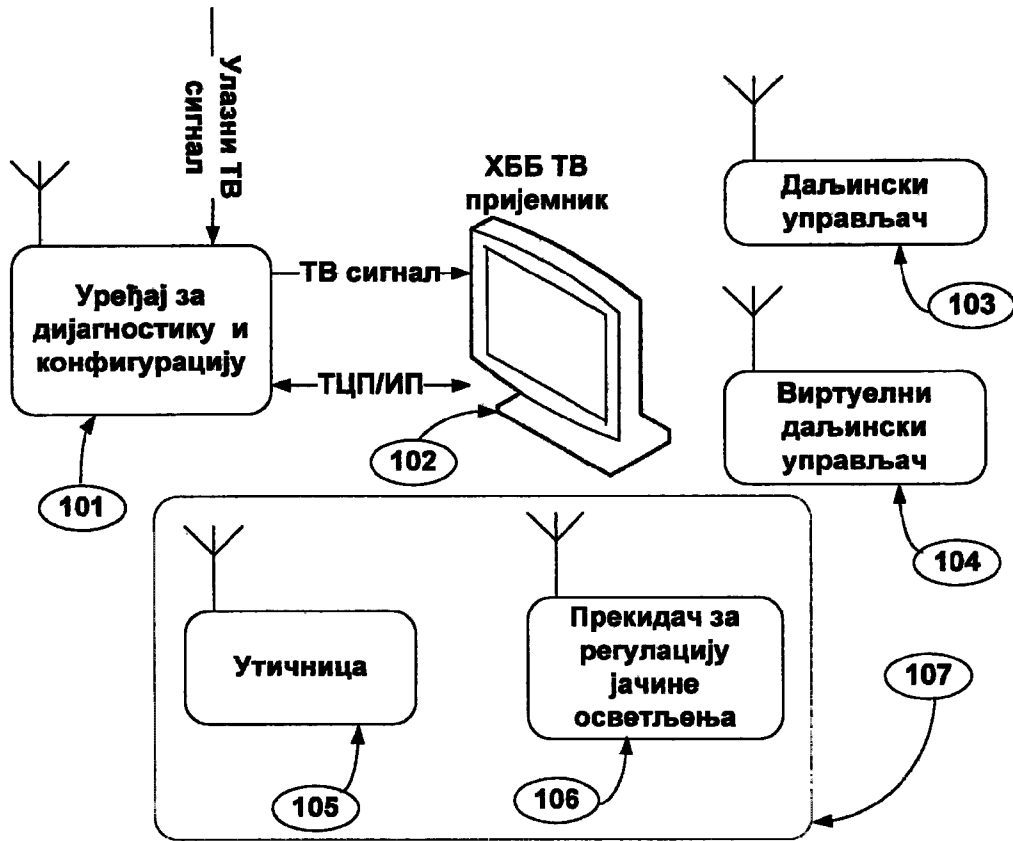 Улазни ТВ
сигнал
ХББ ТВ
пријемник
Даљински
управљач
103
Уређај за
дијагностику и
конфигурацију
ТВ сигнал
ТЦП/ИП
101
102
Виртуелни
даљински
управљач
104
Утичница
105
Прекидач за
регулацију
јачине
осветљења
106
107